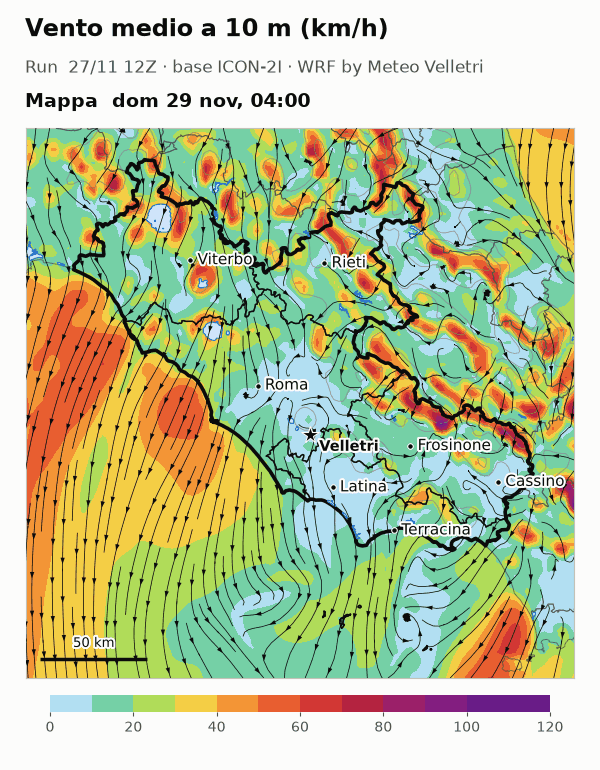 Vento medio a 10 m (km/h)
Run  27/11 12Z · base ICON-2I · WRF by Meteo Velletri
Mappa  dom 29 nov, 04:00
Viterbo
Rieti
Roma
Velletri
Frosinone
Latina
Cassino
Terracina
50 km
0 20 40 60 80 100 120